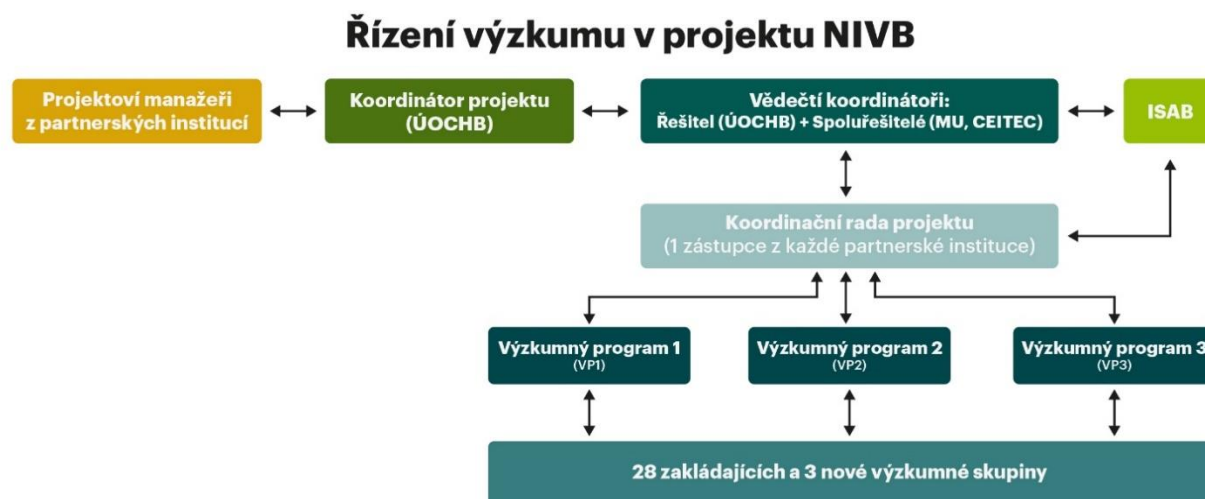 Řízení výzkumu v projektu NIVB
Projektoví manažeři
z partnerských institucí
Koordinátor projektu
(ÚOCHB)
Vědečtí koordinátoři:
Řešitel (ÚOCHB) + Spoluřešitelé (MU, CEITEC)
ISAB
Koordinační rada projektu
(1 zástupce z každé partnerské instituce)
Výzkumný program 1
(VP1)
Výzkumný program 2
(VP2)
Výzkumný program 3
(VP3)
28 zakládajících a 3 nové výzkumné skupiny